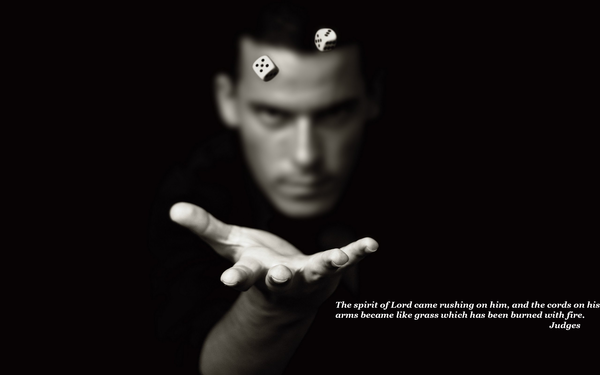 The spirit of Lord came rushing on him, and the cords on his
arms became like grass which has been burned with fire.
Judges